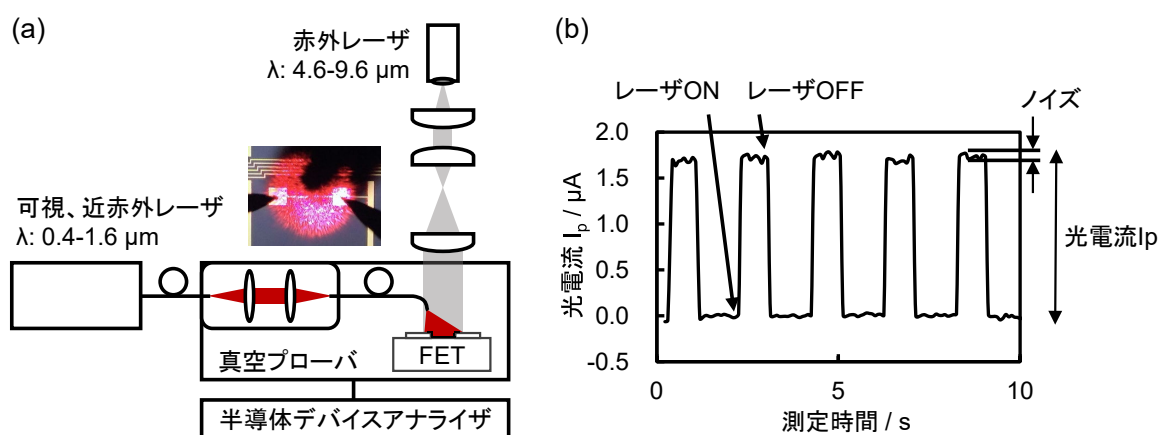 (a)
赤外レーザ
λ: 4.6-9.6 µm
可視、近赤外レーザ
λ: 0.4-1.6 µm
真空プローバ
FET
半導体デバイスアナライザ
(b)
レーザON
レーザOFF
ノイズ
2.0
1.5
1.0
0.5
0.0
-0.5
光電流 Ip / µA
光電流Ip
0
5
10
測定時間 / s